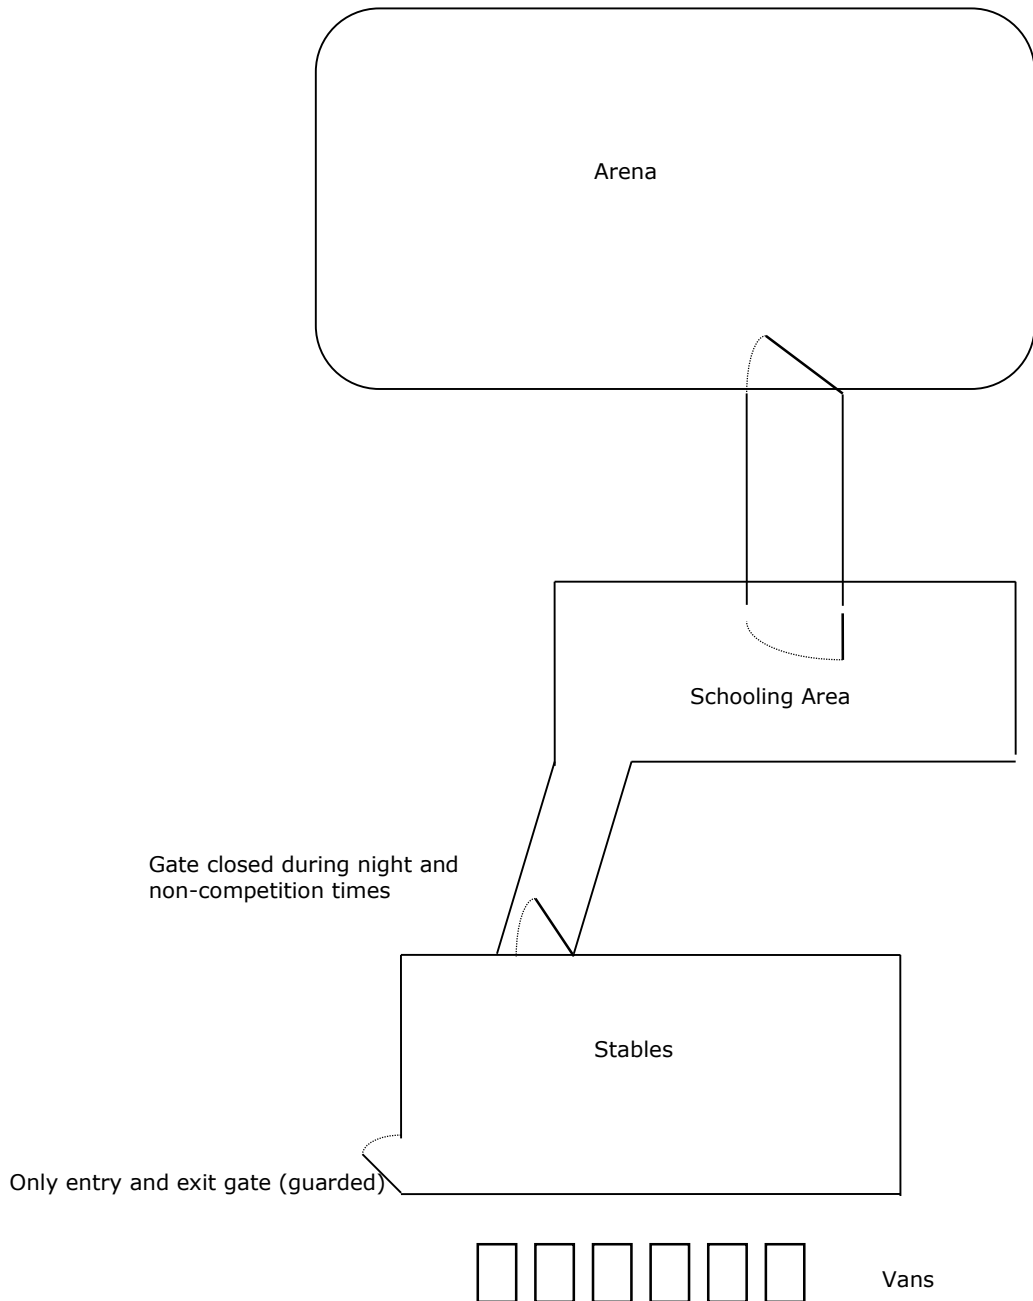 Arena
Schooling Area
Gate closed during night and
non-competition times
Stables
Only entry and exit gate (guarded)
Vans